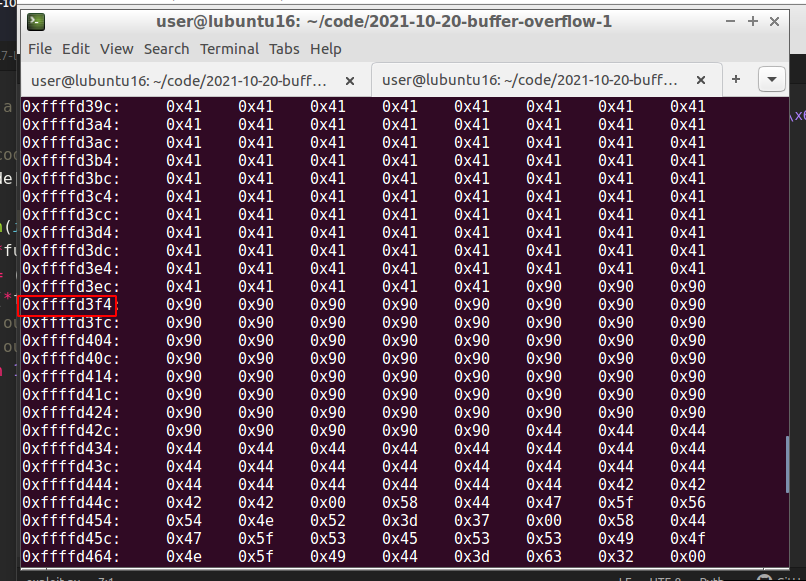 user@lubuntu16: ~/code/2021-10-20-buffer-overflow-1
File Edit View Search Terminal Tabs Help
user@lubuntu16: ~/code/2021-10-20-buff... × user@lubuntu16: ~/code/2021-10-20-buff... ×
0xffffd39c: 0x41 0x41 0x41 0x41 0x41 0x41 0x41 0x41
0xffffd3a4: 0x41 0x41 0x41 0x41 0x41 0x41 0x41 0x41
0xffffd3ac: 0x41 0x41 0x41 0x41 0x41 0x41 0x41 0x41
0xffffd3b4: 0x41 0x41 0x41 0x41 0x41 0x41 0x41 0x41
0xffffd3bc: 0x41 0x41 0x41 0x41 0x41 0x41 0x41 0x41
0xffffd3c4: 0x41 0x41 0x41 0x41 0x41 0x41 0x41 0x41
0xffffd3cc: 0x41 0x41 0x41 0x41 0x41 0x41 0x41 0x41
0xffffd3d4: 0x41 0x41 0x41 0x41 0x41 0x41 0x41 0x41
0xffffd3dc: 0x41 0x41 0x41 0x41 0x41 0x41 0x41 0x41
0xffffd3e4: 0x41 0x41 0x41 0x41 0x41 0x41 0x41 0x41
0xffffd3ec: 0x41 0x41 0x41 0x41 0x41 0x90 0x90 0x90
0xffffd3f4: 0x90 0x90 0x90 0x90 0x90 0x90 0x90 0x90
0xffffd3fc: 0x90 0x90 0x90 0x90 0x90 0x90 0x90 0x90
0xffffd404: 0x90 0x90 0x90 0x90 0x90 0x90 0x90 0x90
0xffffd40c: 0x90 0x90 0x90 0x90 0x90 0x90 0x90 0x90
0xffffd414: 0x90 0x90 0x90 0x90 0x90 0x90 0x90 0x90
0xffffd41c: 0x90 0x90 0x90 0x90 0x90 0x90 0x90 0x90
0xffffd424: 0x90 0x90 0x90 0x90 0x90 0x90 0x90 0x90
0xffffd42c: 0x90 0x90 0x90 0x90 0x90 0x44 0x44 0x44
0xffffd434: 0x44 0x44 0x44 0x44 0x44 0x44 0x44 0x44
0xffffd43c: 0x44 0x44 0x44 0x44 0x44 0x44 0x44 0x44
0xffffd444: 0x44 0x44 0x44 0x44 0x44 0x44 0x42 0x42
0xffffd44c: 0x42 0x42 0x00 0x58 0x44 0x47 0x5f 0x56
0xffffd454: 0x54 0x4e 0x52 0x3d 0x37 0x00 0x58 0x44
0xffffd45c: 0x47 0x5f 0x53 0x45 0x53 0x53 0x49 0x4f
0xffffd464: 0x4e 0x5f 0x49 0x44 0x3d 0x63 0x32 0x00